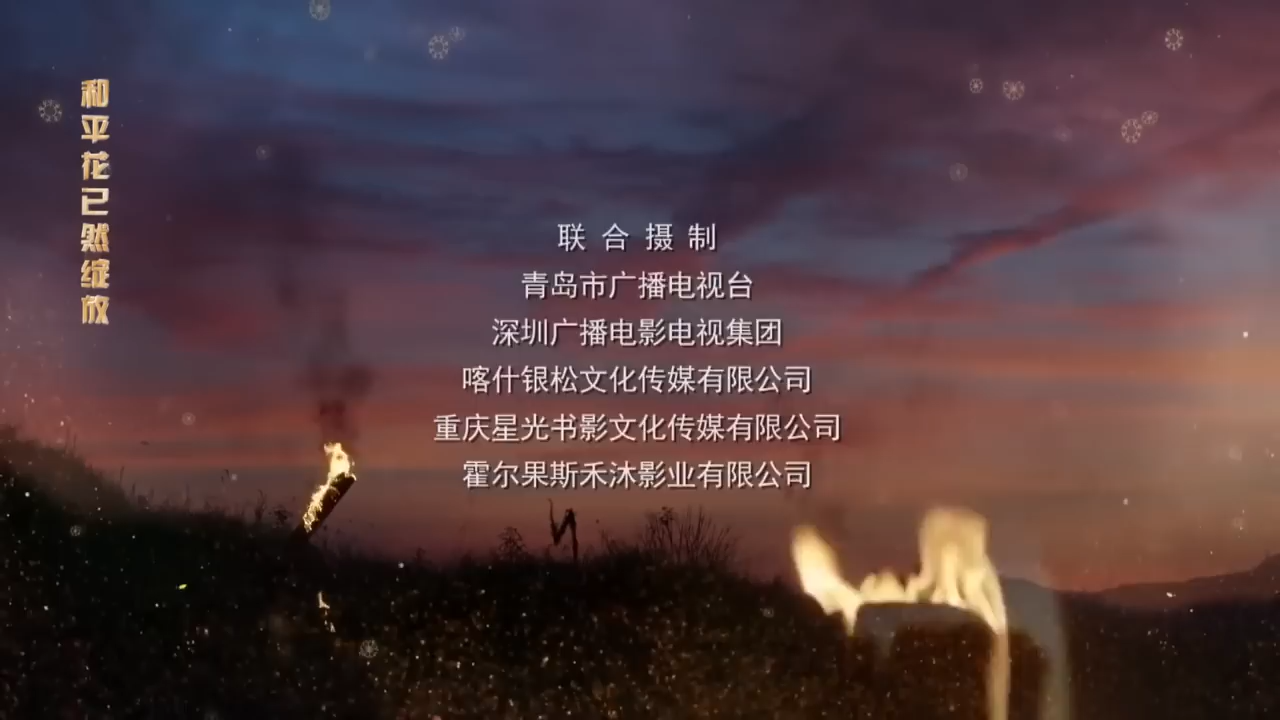 和平花已然绽放
联合摄制
青岛市广播电视台
深圳广播电影电视集团
喀什银松文化传媒有限公司
重庆星光书影文化传媒有限公司
霍尔果斯禾沐影业有限公司